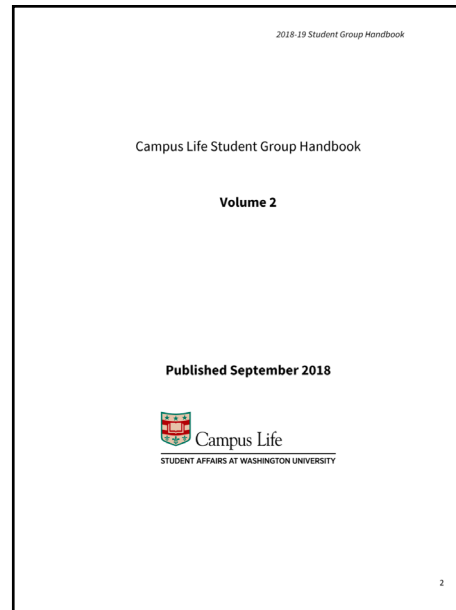 2018-19 Student Group Handbook
Campus Life Student Group Handbook
Volume 2
Published September 2018
Campus Life
STUDENT AFFAIRS AT WASHINGTON UNIVERSITY
2